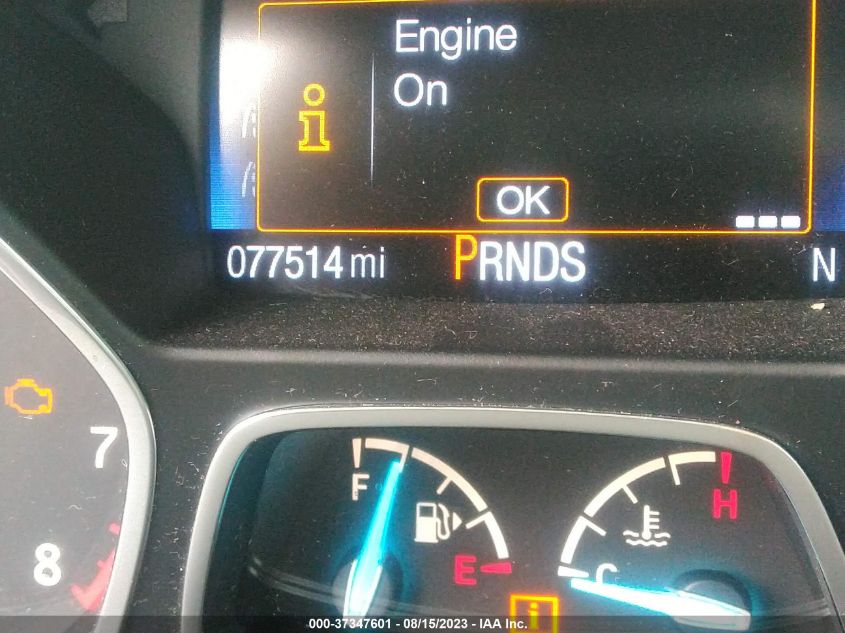 Engine
On
OK
077514 mi PRNDS N
7
8
F
E
H
C
000-37347601 - 08/15/2023 - IAA Inc.